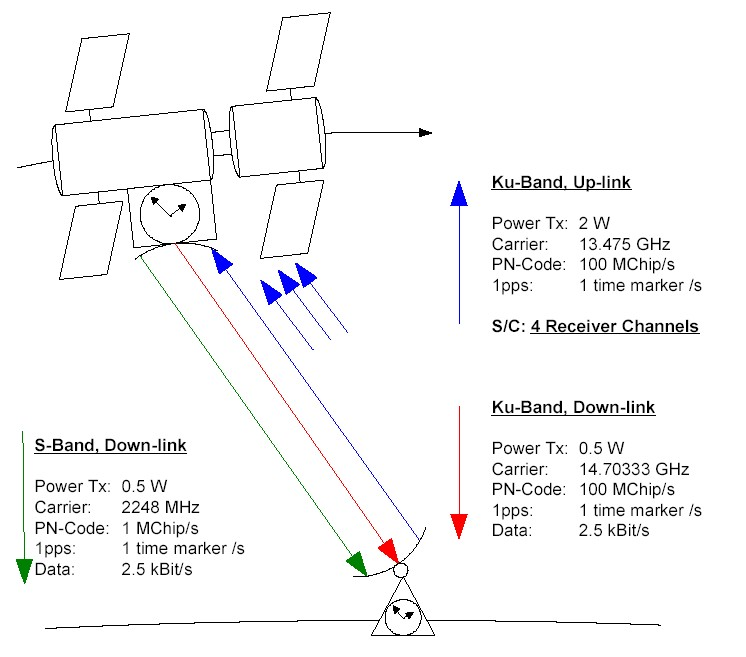 Ku-Band, Up-link
Power Tx: 2 W
Carrier: 13.475 GHz
PN-Code: 100 MChip/s
1pps: 1 time marker /s
S/C: 4 Receiver Channels
Ku-Band, Down-link
Power Tx: 0.5 W
Carrier: 14.70333 GHz
PN-Code: 100 MChip/s
1pps: 1 time marker /s
Data: 2.5 kBit/s
S-Band, Down-link
Power Tx: 0.5 W
Carrier: 2248 MHz
PN-Code: 1 MChip/s
1pps: 1 time marker /s
Data: 2.5 kBit/s